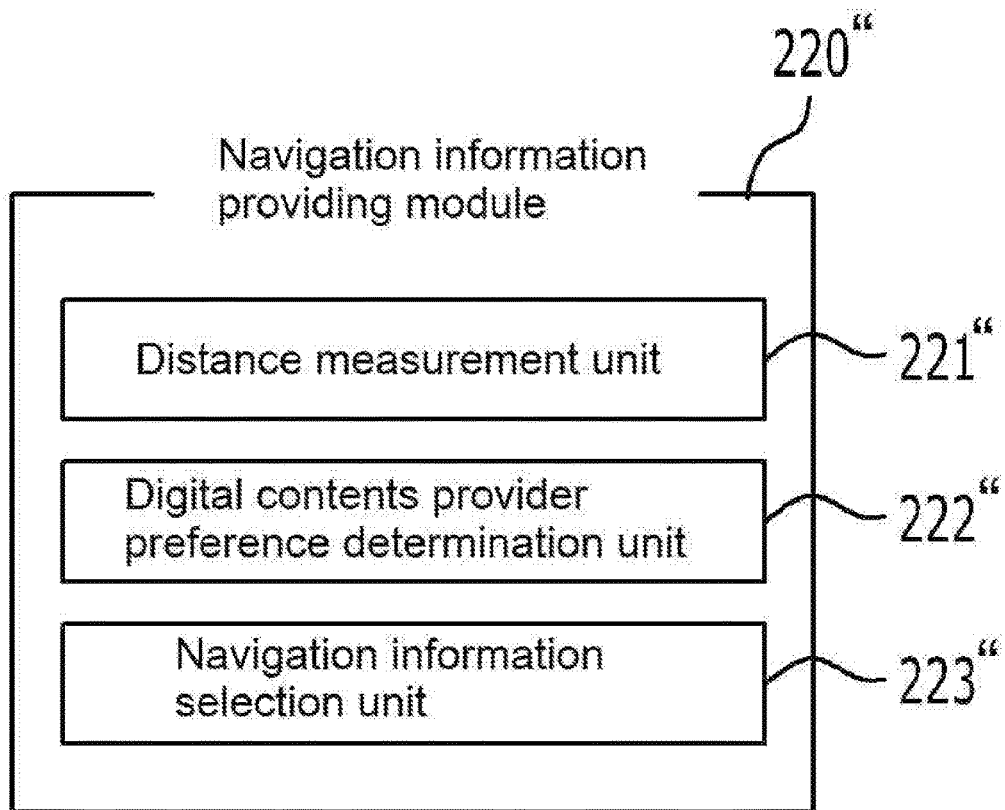 220“
Navigation information
providing module
Distance measurement unit
221“
Digital contents provider
preference determination unit
222“
Navigation information
selection unit
223“